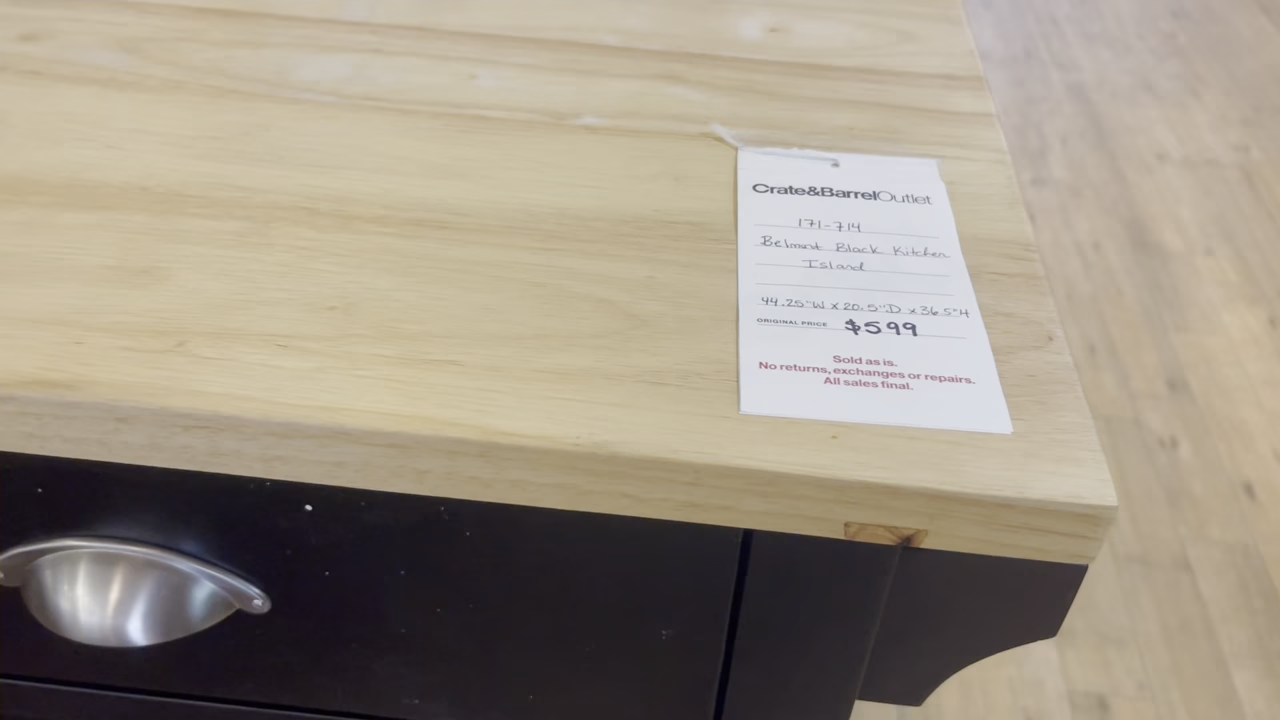 Crate&BarrelOutlet
171-714
Belmont Black Kitchen
Island
44.25"W x 20.5"D x 36.5"H
ORIGINAL PRICE $599
Sold as is.
No returns, exchanges or repairs.
All sales final.